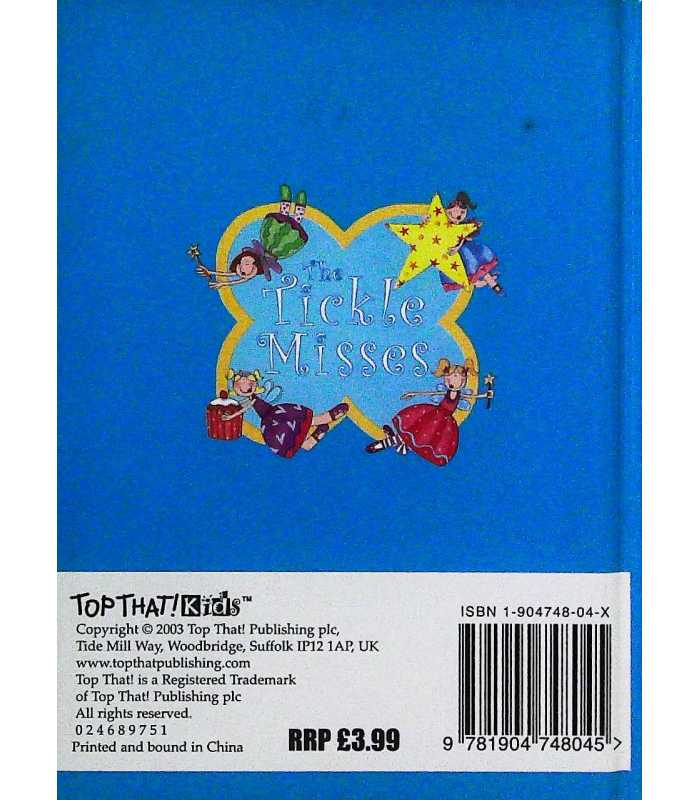 The
Tickle
Misses
TOP THAT! Kids™
Copyright © 2003 Top That! Publishing plc,
Tide Mill Way, Woodbridge, Suffolk IP12 1AP, UK
www.topthatpublishing.com
Top That! is a Registered Trademark
of Top That! Publishing plc
All rights reserved.
0 2 4 6 8 9 7 5 1
Printed and bound in China
RRP £3.99
ISBN 1-904748-04-X
9 781904 748045 >